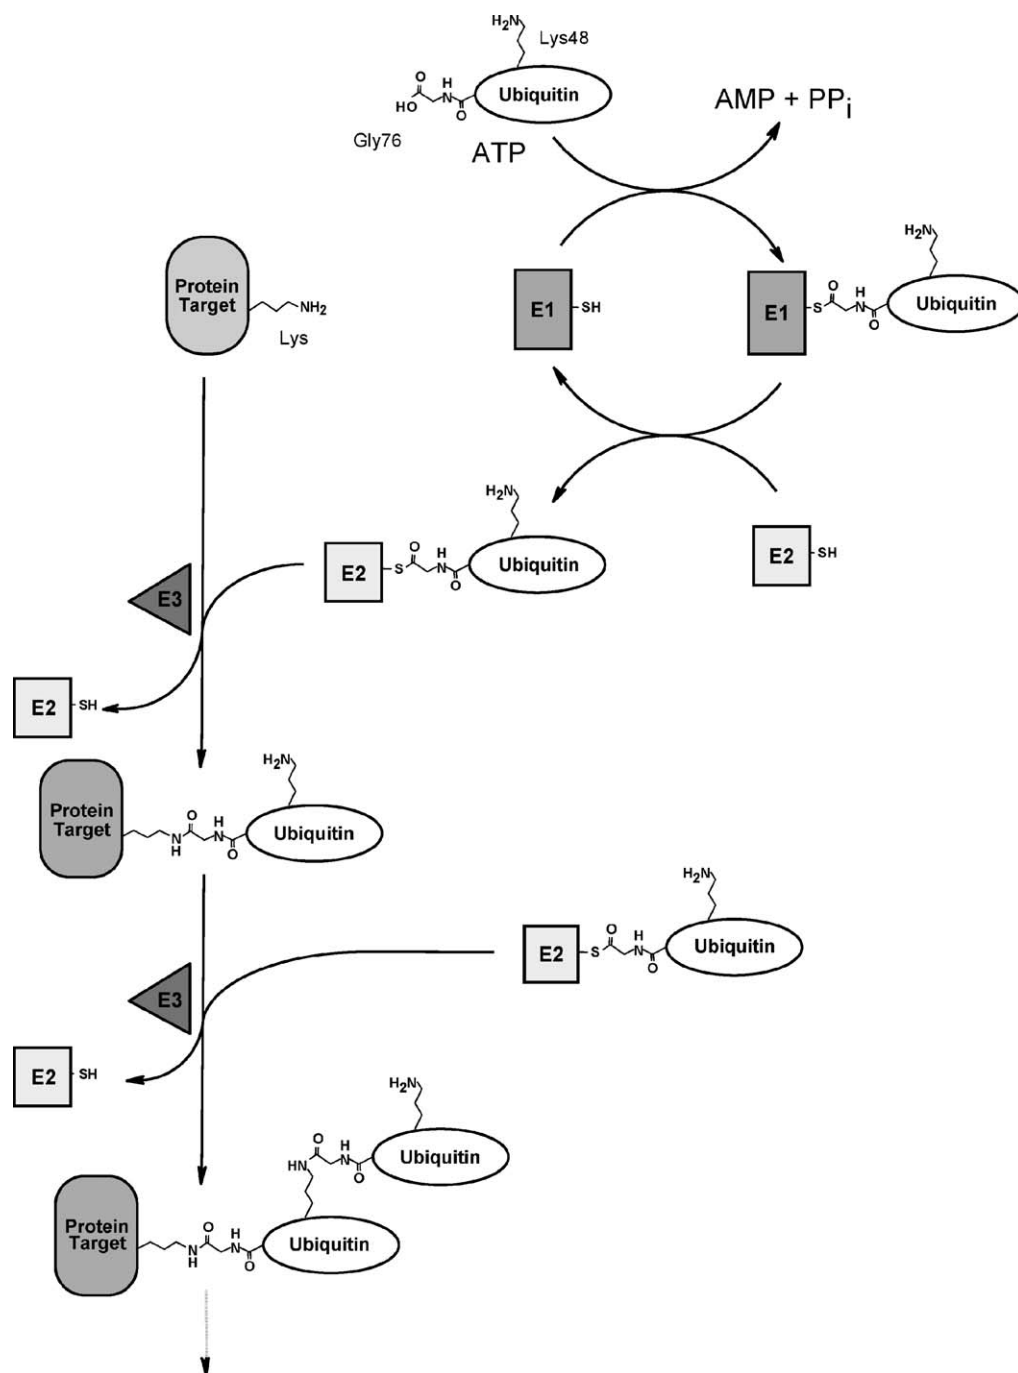 H2N
Lys48
O
H
N
HO
O
Ubiquitin
Gly76
ATP
AMP + PPi
H2N
Protein
Target
NH2
Lys
E1
SH
E1
S
O
H
N
O
Ubiquitin
H2N
E2
S
O
H
N
O
Ubiquitin
E2
SH
E3
E2
SH
H2N
Protein
Target
N
H
O
H
N
O
Ubiquitin
H2N
E2
S
O
H
N
O
Ubiquitin
E3
E2
SH
H2N
O
H
N
HN
O
Ubiquitin
Protein
Target
N
H
O
H
N
O
Ubiquitin